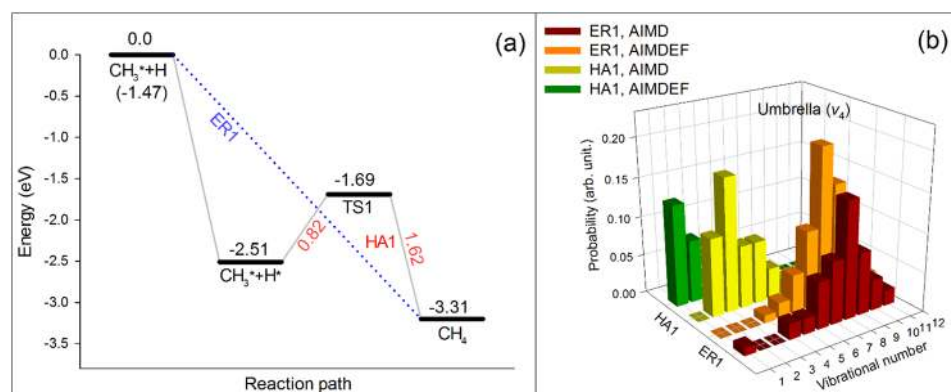 (a)
0.0
CH3*+H
(-1.47)
ER1
-1.69
TS1
0.82
HA1
1.62
-2.51
CH3*+H*
-3.31
CH4
0.0
-0.5
-1.0
-1.5
-2.0
-2.5
-3.0
-3.5
Energy (eV)
Reaction path
(b)
ER1, AIMD
ER1, AIMDEF
HA1, AIMD
HA1, AIMDEF
Umbrella (v4)
0.20
0.15
0.10
0.05
0.00
Probability (arb. unit.)
HA1
ER1
1 2 3 4 5 6 7 8 9 10 11 12
Vibrational number